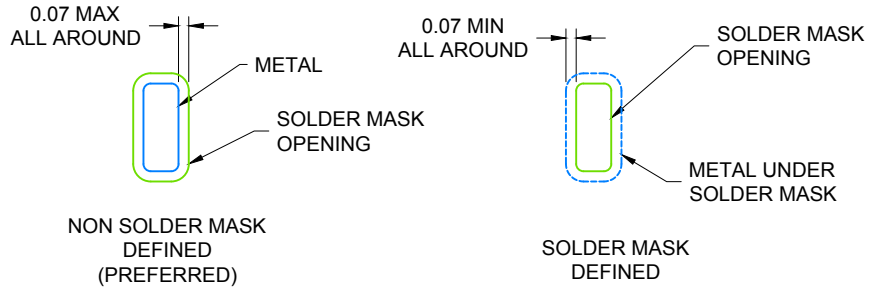 0.07 MAX
ALL AROUND
METAL
SOLDER MASK
OPENING
NON SOLDER MASK
DEFINED
(PREFERRED)
0.07 MIN
ALL AROUND
SOLDER MASK
OPENING
METAL UNDER
SOLDER MASK
SOLDER MASK
DEFINED